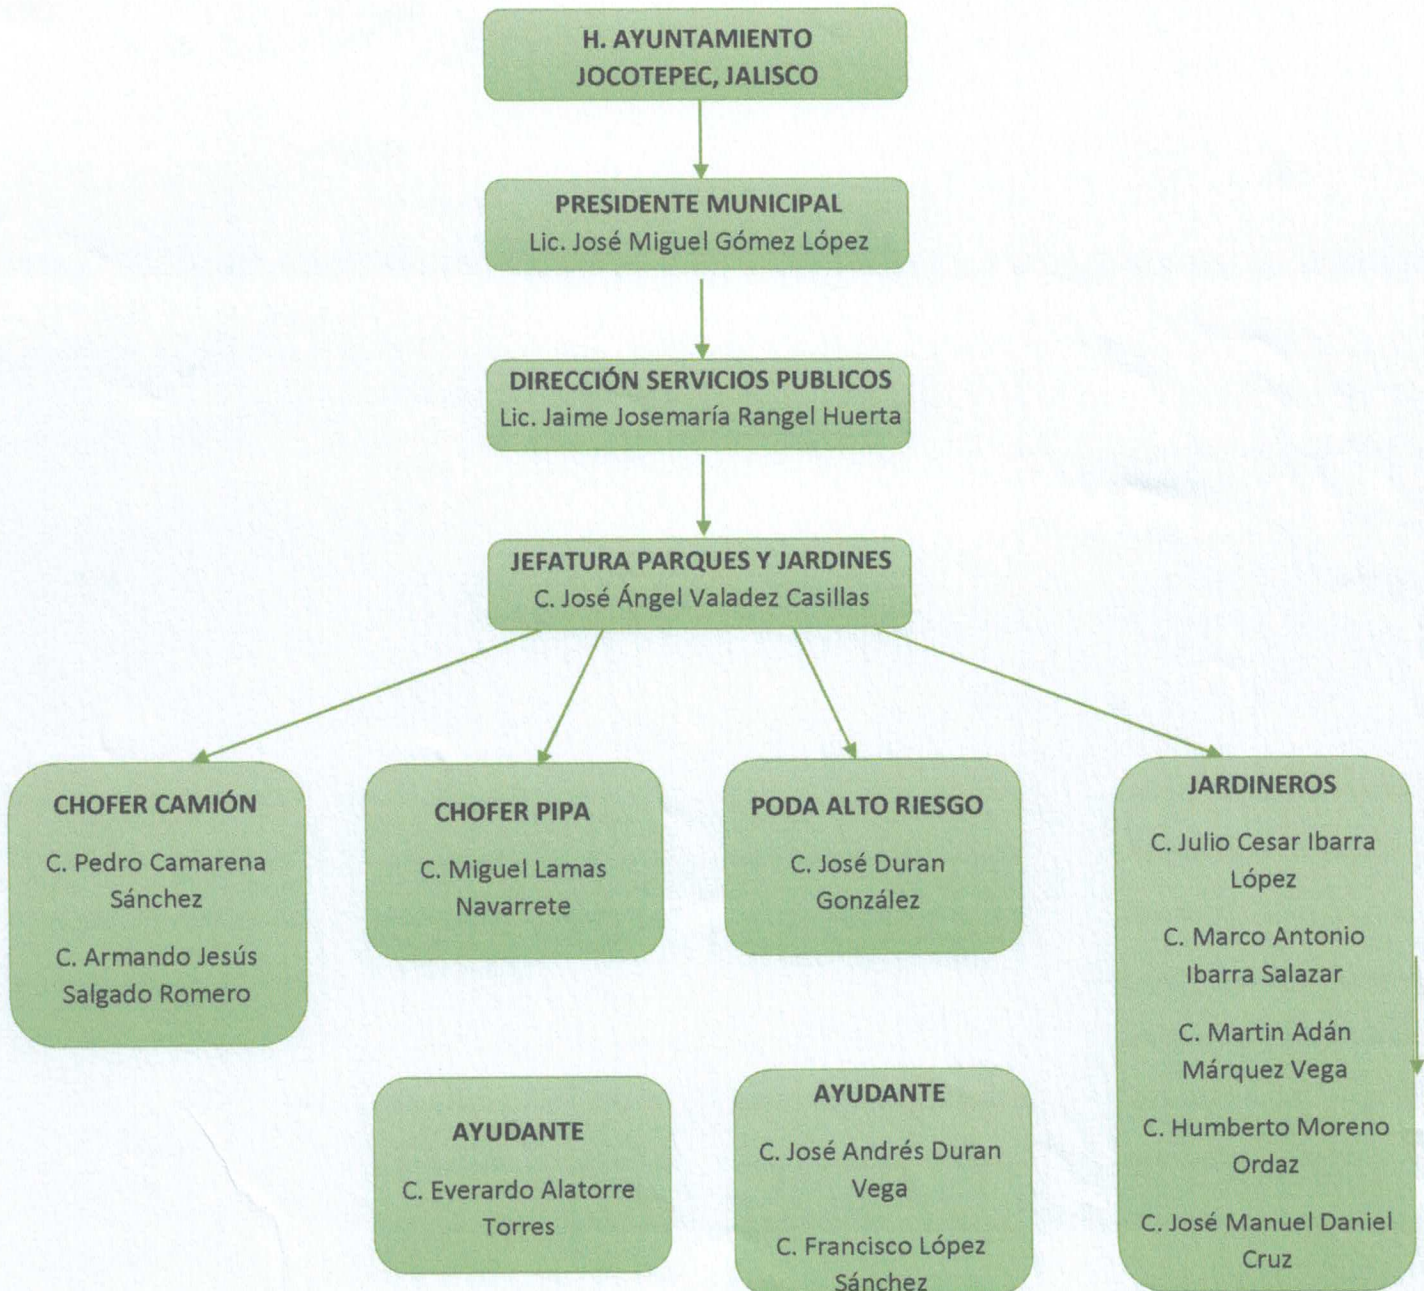 H. AYUNTAMIENTO
JOCOTEPEC, JALISCO
PRESIDENTE MUNICIPAL
Lic. José Miguel Gómez López
DIRECCIÓN SERVICIOS PUBLICOS
Lic. Jaime Josemaría Rangel Huerta
JEFATURA PARQUES Y JARDINES
C. José Ángel Valadez Casillas
CHOFER CAMIÓN
C. Pedro Camarena
Sánchez
C. Armando Jesús
Salgado Romero
CHOFER PIPA
C. Miguel Lamas
Navarrete
PODA ALTO RIESGO
C. José Duran
González
JARDINEROS
C. Julio Cesar Ibarra
López
C. Marco Antonio
Ibarra Salazar
C. Martin Adán
Márquez Vega
C. Humberto Moreno
Ordaz
C. José Manuel Daniel
Cruz
AYUDANTE
C. Everardo Alatorre
Torres
AYUDANTE
C. José Andrés Duran
Vega
C. Francisco López
Sánchez